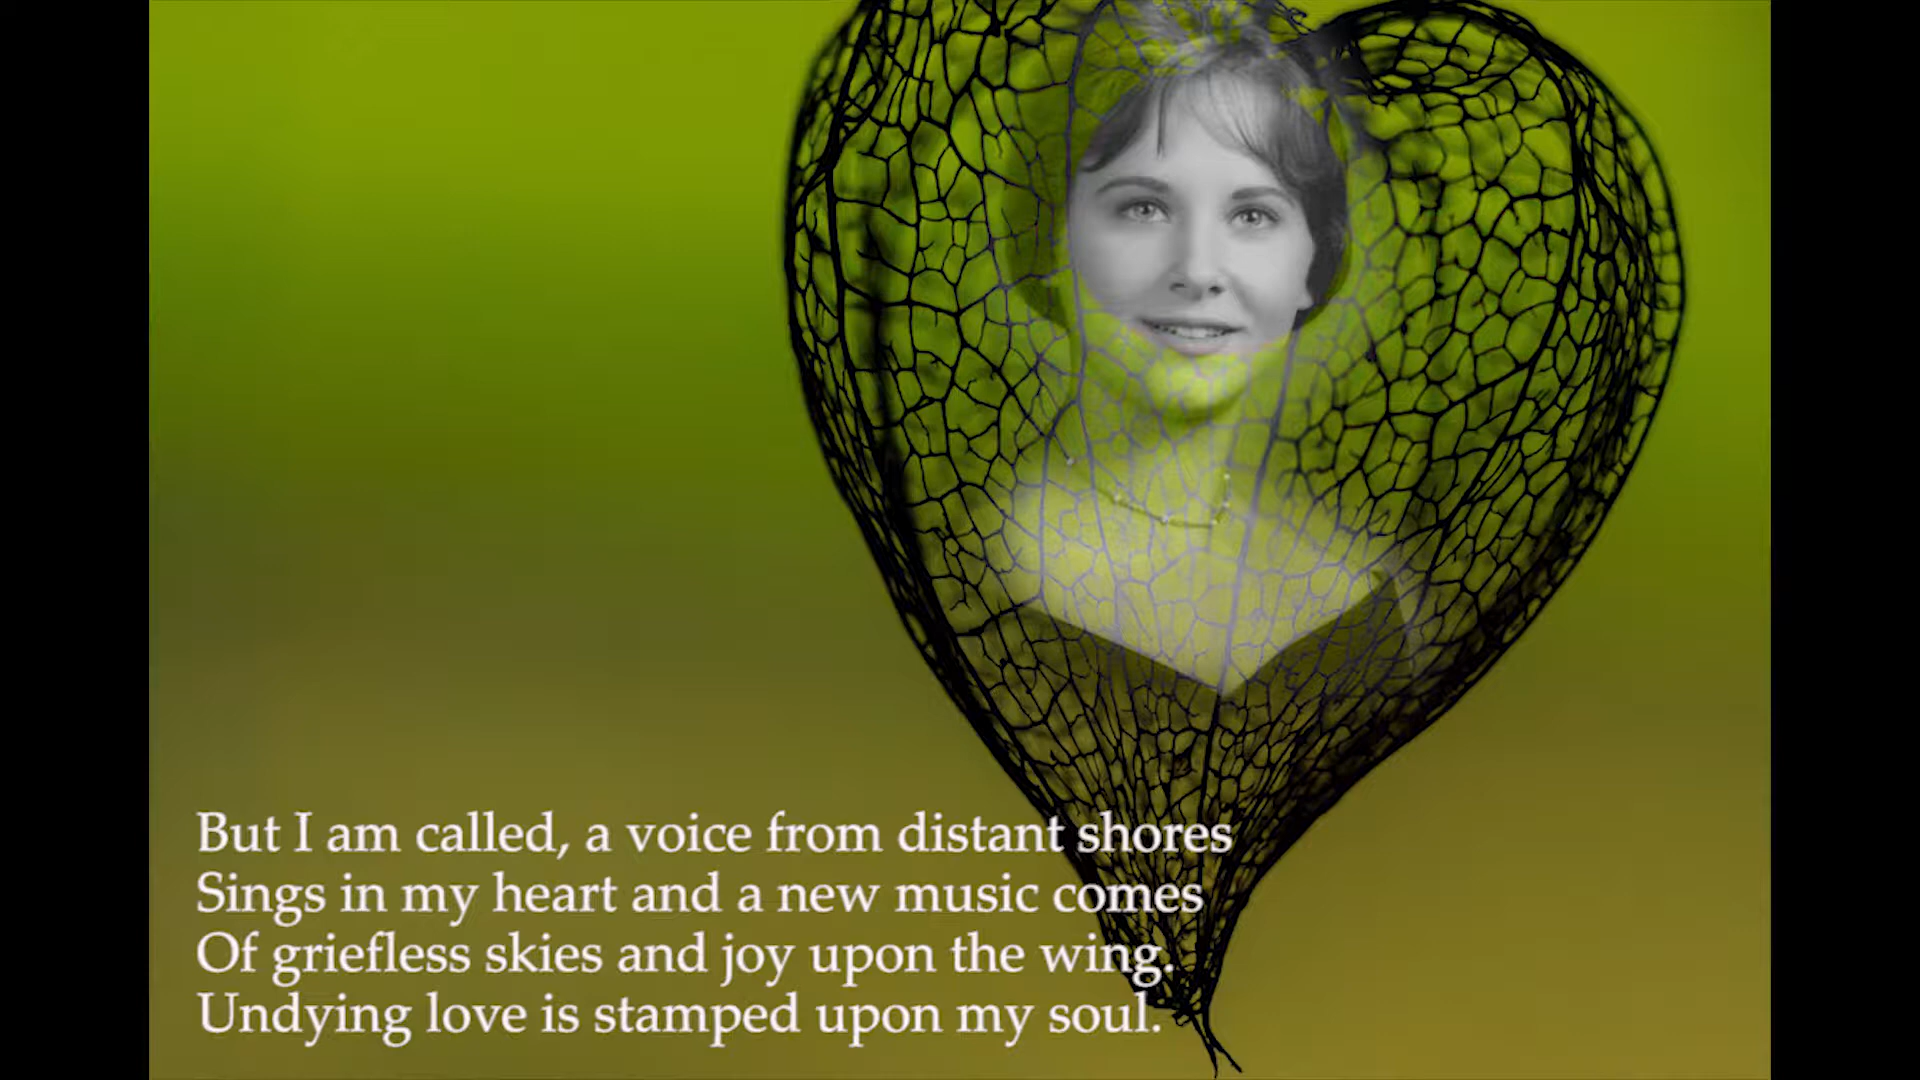 But I am called, a voice from distant shores
Sings in my heart and a new music comes
Of griefless skies and joy upon the wing.
Undying love is stamped upon my soul.